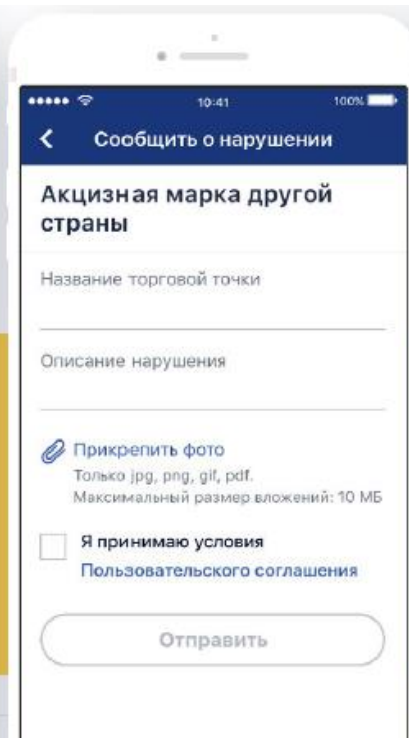 10:41
100%
Сообщить о нарушении
Акцизная марка другой
страны
Название торговой точки
Описание нарушения
Прикрепить фото
Только jpg, png, gif, pdf.
Максимальный размер вложений: 10 МБ
Я принимаю условия
Пользовательского соглашения
Отправить